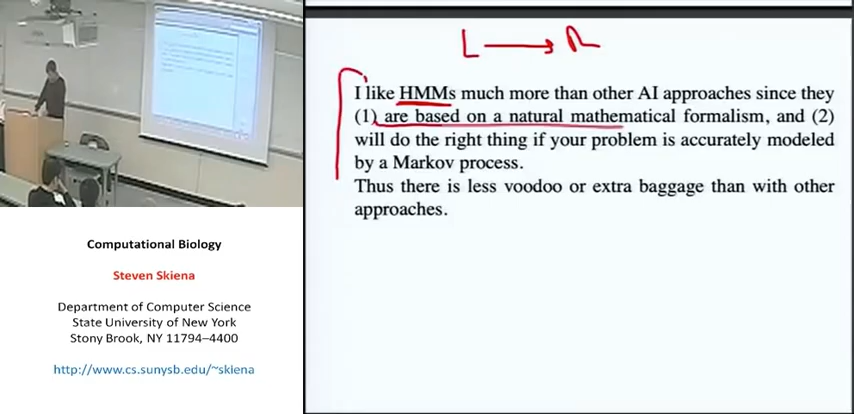 L → R
I like HMMs much more than other AI approaches since they
(1) are based on a natural mathematical formalism, and (2)
will do the right thing if your problem is accurately modeled
by a Markov process.
Thus there is less voodoo or extra baggage than with other
approaches.
Computational Biology
Steven Skiena
Department of Computer Science
State University of New York
Stony Brook, NY 11794–4400
http://www.cs.sunysb.edu/~skiena